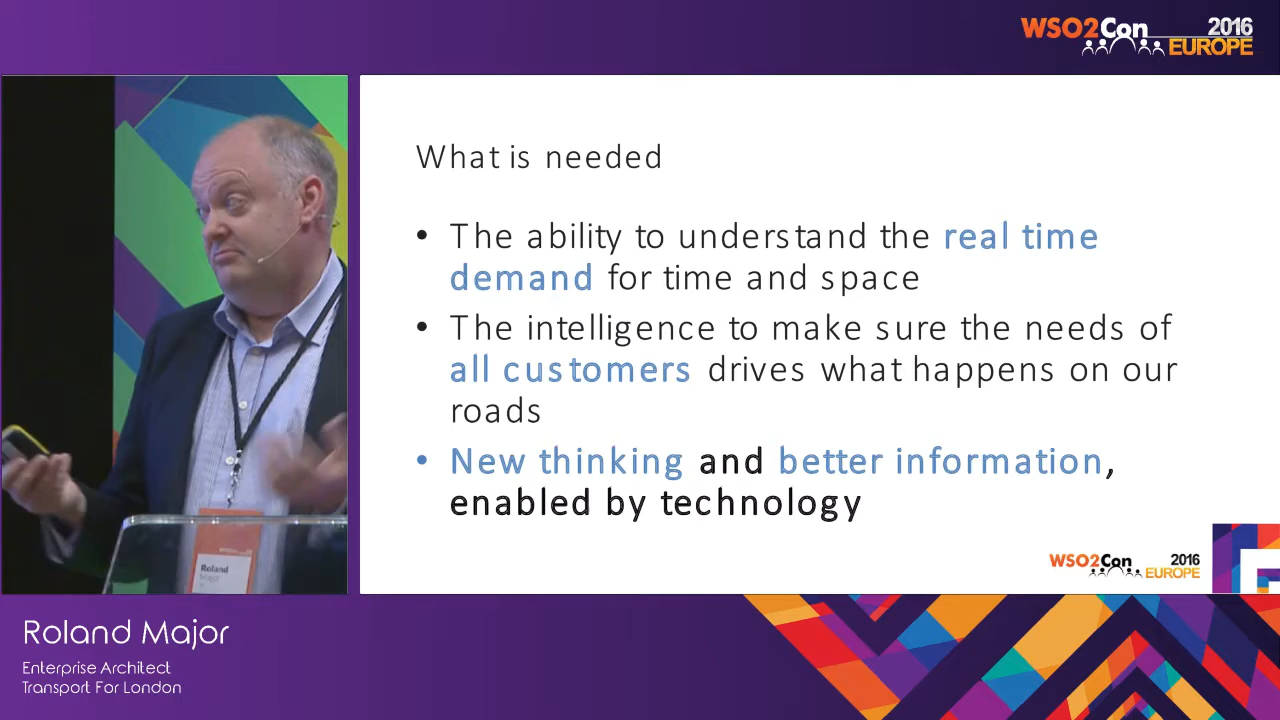 WSO2Con 2016
EUROPE
What is needed
• The ability to understand the real time
demand for time and space
• The intelligence to make sure the needs of
all customers drives what happens on our
roads
• New thinking and better information,
enabled by technology
WSO2Con 2016
EUROPE
Roland
Major
Roland Major
Enterprise Architect
Transport For London